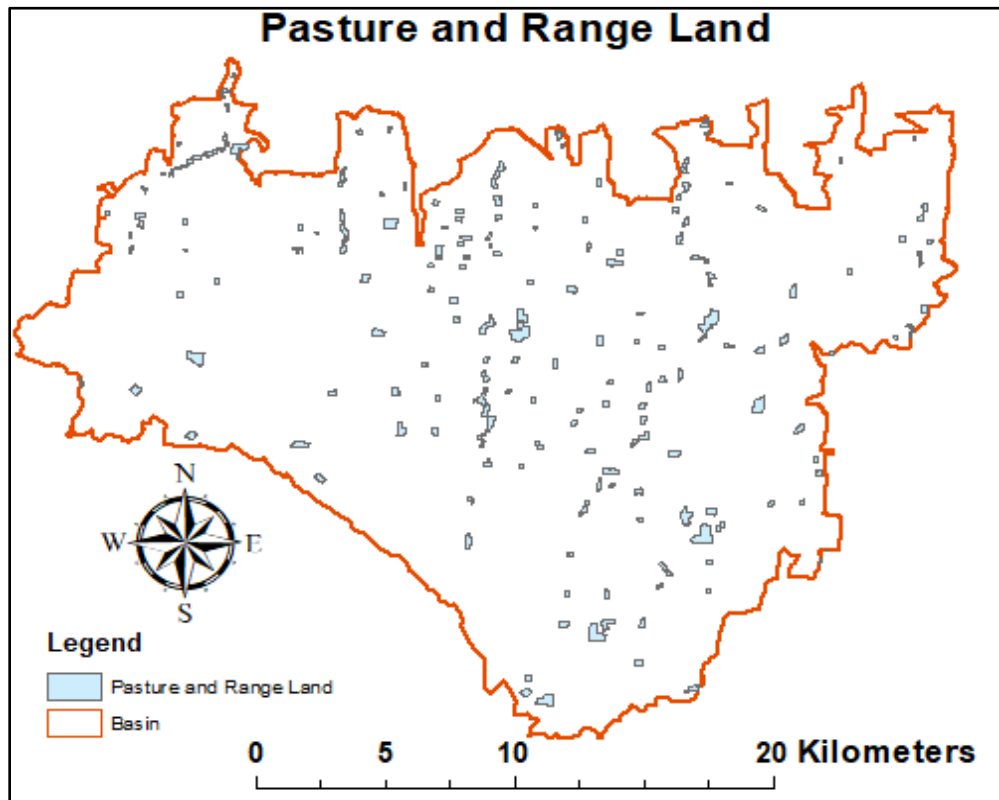 Pasture and Range Land
N
W E
S
Legend
Pasture and Range Land
Basin
0 5 10 20 Kilometers